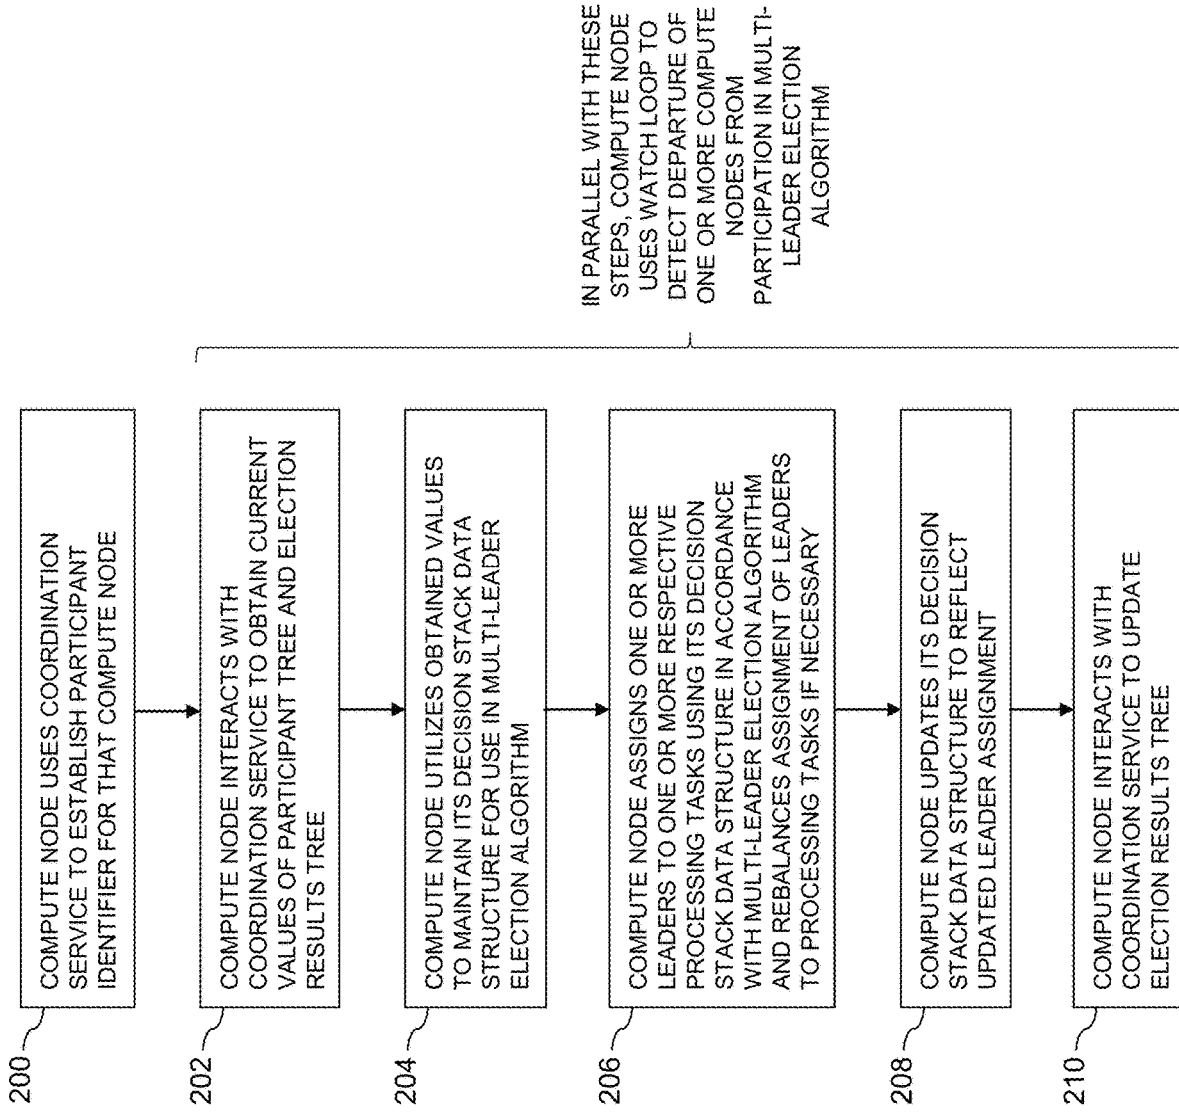 200
COMPUTE NODE USES COORDINATION
SERVICE TO ESTABLISH PARTICIPANT
IDENTIFIER FOR THAT COMPUTE NODE
202
COMPUTE NODE INTERACTS WITH
COORDINATION SERVICE TO OBTAIN CURRENT
VALUES OF PARTICIPANT TREE AND ELECTION
RESULTS TREE
204
COMPUTE NODE UTILIZES OBTAINED VALUES
TO MAINTAIN ITS DECISION STACK DATA
STRUCTURE FOR USE IN MULTI-LEADER
ELECTION ALGORITHM
206
COMPUTE NODE ASSIGNS ONE OR MORE
LEADERS TO ONE OR MORE RESPECTIVE
PROCESSING TASKS USING ITS DECISION
STACK DATA STRUCTURE IN ACCORDANCE
WITH MULTI-LEADER ELECTION ALGORITHM
AND REBALANCES ASSIGNMENT OF LEADERS
TO PROCESSING TASKS IF NECESSARY
208
COMPUTE NODE UPDATES ITS DECISION
STACK DATA STRUCTURE TO REFLECT
UPDATED LEADER ASSIGNMENT
210
COMPUTE NODE INTERACTS WITH
COORDINATION SERVICE TO UPDATE
ELECTION RESULTS TREE
IN PARALLEL WITH THESE
STEPS, COMPUTE NODE
USES WATCH LOOP TO
DETECT DEPARTURE OF
ONE OR MORE COMPUTE
NODES FROM
PARTICIPATION IN MULTI-
LEADER ELECTION
ALGORITHM